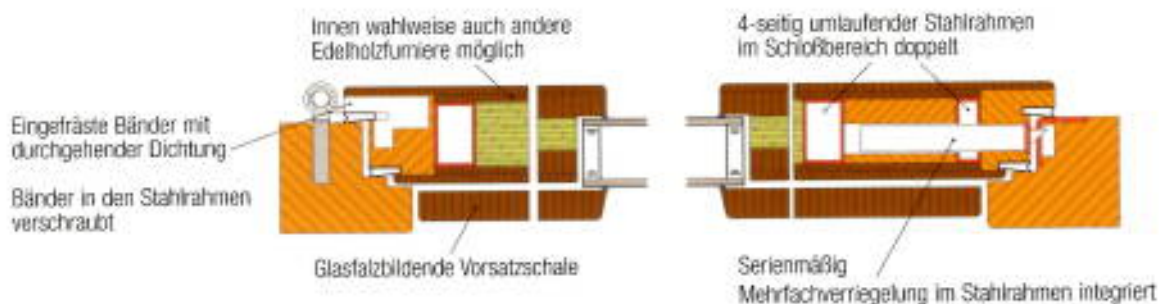 Innen wahlweise auch andere
Edelholzfurniere möglich
4-seitig umlaufender Stahlrahmen
im Schloßbereich doppelt
Eingefräste Bänder mit
durchgehender Dichtung
Bänder in den Stahlrahmen
verschraubt
Glasfalzbildende Vorsatzschale
Serienmäßig
Mehrfachverriegelung im Stahlrahmen integriert